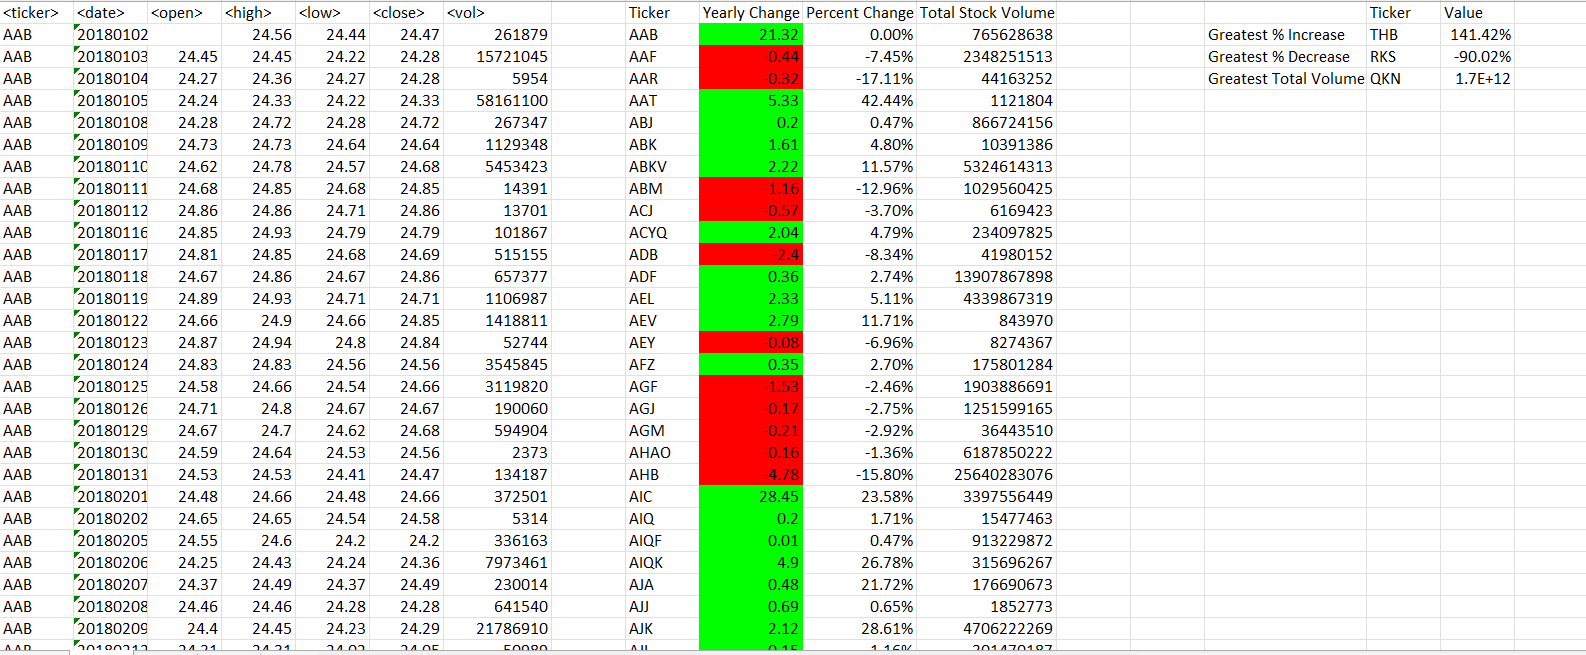 <ticker> <date> <open> <high> <low> <close> <vol> Ticker Yearly Change Percent Change Total Stock Volume Ticker Value
AAB 20180102 24.56 24.44 24.47 261879 AAB 21.32 0.00% 765628638 Greatest % Increase THB 141.42%
AAB 20180103 24.45 24.45 24.22 24.28 15721045 AAF -0.44 -7.45% 2348251513 Greatest % Decrease RKS -90.02%
AAB 20180104 24.27 24.36 24.27 24.28 5954 AAR -0.32 -17.11% 44163252 Greatest Total Volume QKN 1.7E+12
AAB 20180105 24.24 24.33 24.22 24.33 58161100 AAT 5.33 42.44% 1121804
AAB 20180108 24.28 24.72 24.28 24.72 267347 ABJ 0.2 0.47% 866724156
AAB 20180109 24.73 24.73 24.64 24.64 1129348 ABK 1.61 4.80% 10391386
AAB 20180110 24.62 24.78 24.57 24.68 5453423 ABKV 2.22 11.57% 5324614313
AAB 20180111 24.68 24.85 24.68 24.85 14391 ABM -1.16 -12.96% 1029560425
AAB 20180112 24.86 24.86 24.71 24.86 13701 ACJ -0.57 -3.70% 6169423
AAB 20180116 24.85 24.93 24.79 24.79 101867 ACYQ 2.04 4.79% 234097825
AAB 20180117 24.81 24.85 24.68 24.69 515155 ADB -2.4 -8.34% 41980152
AAB 20180118 24.67 24.86 24.67 24.86 657377 ADF 0.36 2.74% 13907867898
AAB 20180119 24.89 24.93 24.71 24.71 1106987 AEL 2.33 5.11% 4339867319
AAB 20180122 24.66 24.9 24.66 24.85 1418811 AEV 2.79 11.71% 843970
AAB 20180123 24.87 24.94 24.8 24.84 52744 AEY -0.08 -6.96% 8274367
AAB 20180124 24.83 24.83 24.56 24.56 3545845 AFZ 0.35 2.70% 175801284
AAB 20180125 24.58 24.66 24.54 24.66 3119820 AGF -1.53 -2.46% 1903886691
AAB 20180126 24.71 24.8 24.67 24.67 190060 AGJ -0.17 -2.75% 1251599165
AAB 20180129 24.67 24.7 24.62 24.68 594904 AGM -0.21 -2.92% 36443510
AAB 20180130 24.59 24.64 24.53 24.56 2373 AHAO -0.16 -1.36% 6187850222
AAB 20180131 24.53 24.53 24.41 24.47 134187 AHB -4.78 -15.80% 25640283076
AAB 20180201 24.48 24.66 24.48 24.66 372501 AIC 28.45 23.58% 3397556449
AAB 20180202 24.65 24.65 24.54 24.58 5314 AIQ 0.2 1.71% 15477463
AAB 20180205 24.55 24.6 24.2 24.2 336163 AIQF 0.01 0.47% 913229872
AAB 20180206 24.25 24.43 24.24 24.36 7973461 AIQK 4.9 26.78% 315696267
AAB 20180207 24.37 24.49 24.37 24.49 230014 AJA 0.48 21.72% 176690673
AAB 20180208 24.46 24.46 24.28 24.28 641540 AJJ 0.69 0.65% 1852773
AAB 20180209 24.4 24.45 24.23 24.29 21786910 AJK 2.12 28.61% 4706222269